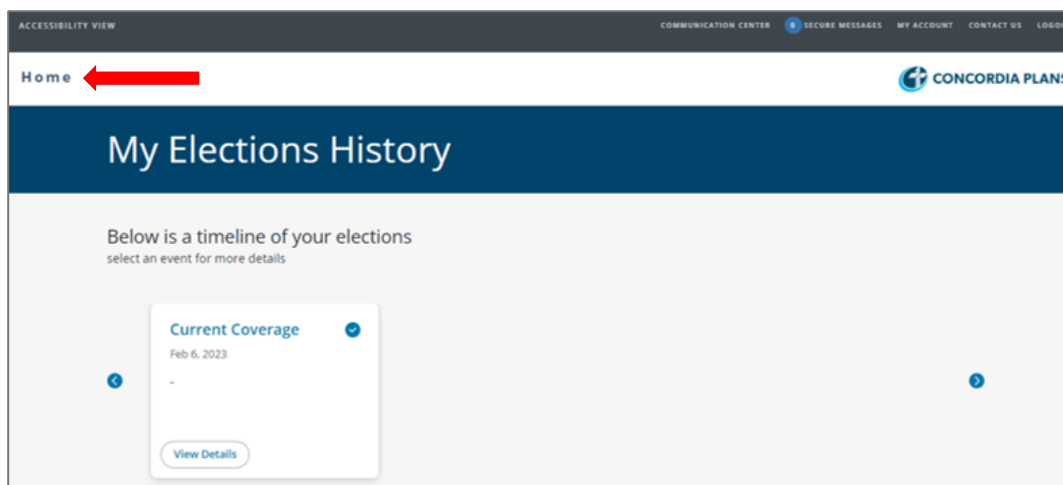 ACCESSIBILITY VIEW
COMMUNICATION CENTER 0 SECURE MESSAGES MY ACCOUNT CONTACT US LOGOU
Home
CONCORDIA PLANS
My Elections History
Below is a timeline of your elections
select an event for more details
Current Coverage
Feb 6, 2023
-
View Details